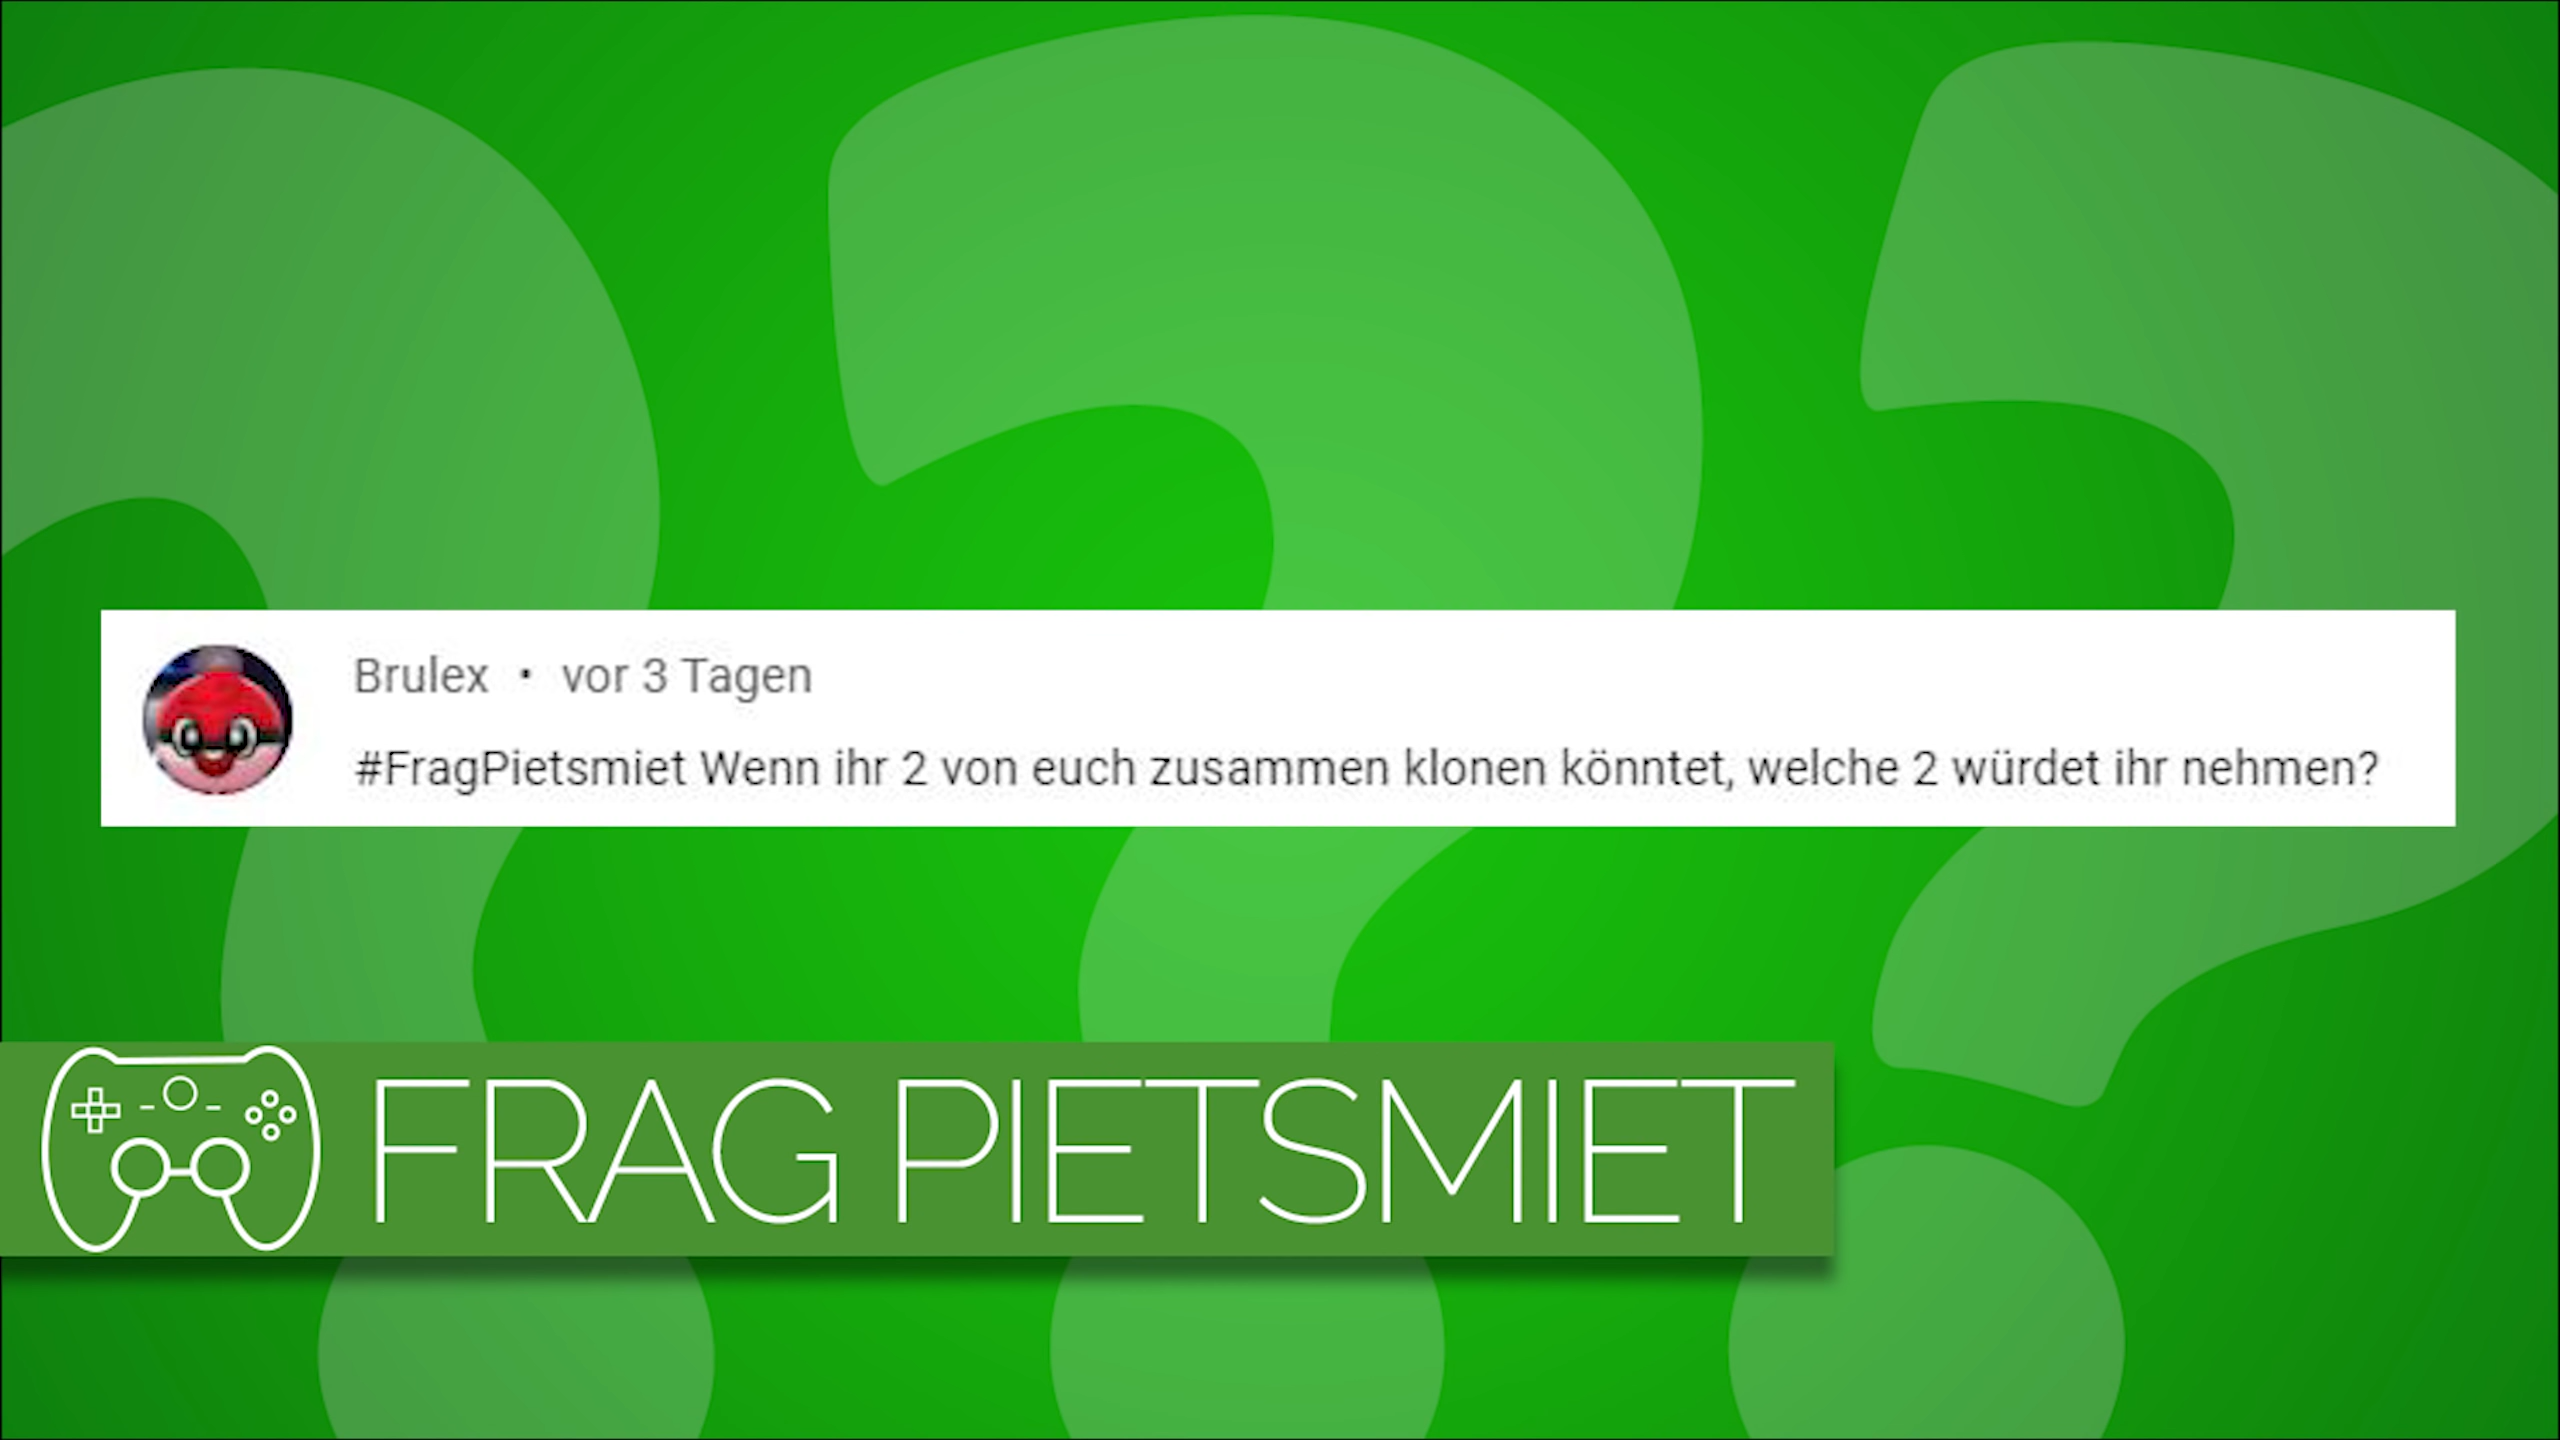 Brulex • vor 3 Tagen
#FragPietsmiet Wenn ihr 2 von euch zusammen klonen könntet, welche 2 würdet ihr nehmen?
FRAG PIETSMIET